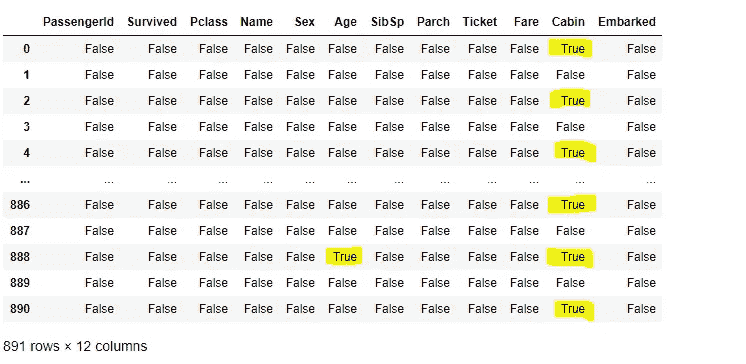 PassengerId Survived Pclass Name Sex Age SibSp Parch Ticket Fare Cabin Embarked
0 False False False False False False False False False False True False
1 False False False False False False False False False False False False
2 False False False False False False False False False False True False
3 False False False False False False False False False False False False
4 False False False False False False False False False False True False
... ... ... ... ... ... ... ... ... ... ... ... ...
886 False False False False False False False False False False True False
887 False False False False False False False False False False False False
888 False False False False False True False False False False True False
889 False False False False False False False False False False False False
890 False False False False False False False False False False True False
891 rows × 12 columns